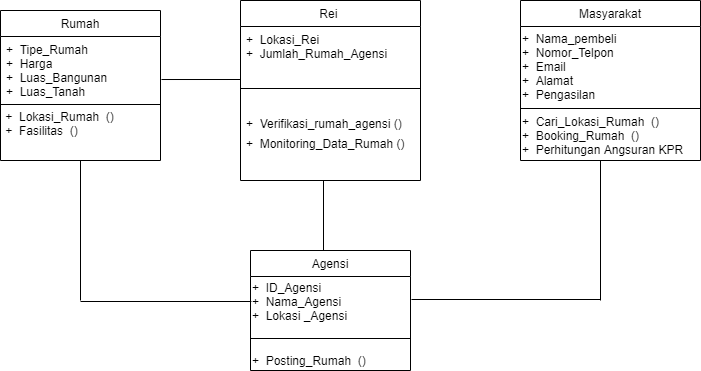 Rumah
+ Tipe_Rumah
+ Harga
+ Luas_Bangunan
+ Luas_Tanah
+ Lokasi_Rumah ()
+ Fasilitas ()
Rei
+ Lokasi_Rei
+ Jumlah_Rumah_Agensi
+ Verifikasi_rumah_agensi ()
+ Monitoring_Data_Rumah ()
Masyarakat
+ Nama_pembeli
+ Nomor_Telpon
+ Email
+ Alamat
+ Pengasilan
+ Cari_Lokasi_Rumah ()
+ Booking_Rumah ()
+ Perhitungan Angsuran KPR
Agensi
+ ID_Agensi
+ Nama_Agensi
+ Lokasi _Agensi
+ Posting_Rumah ()